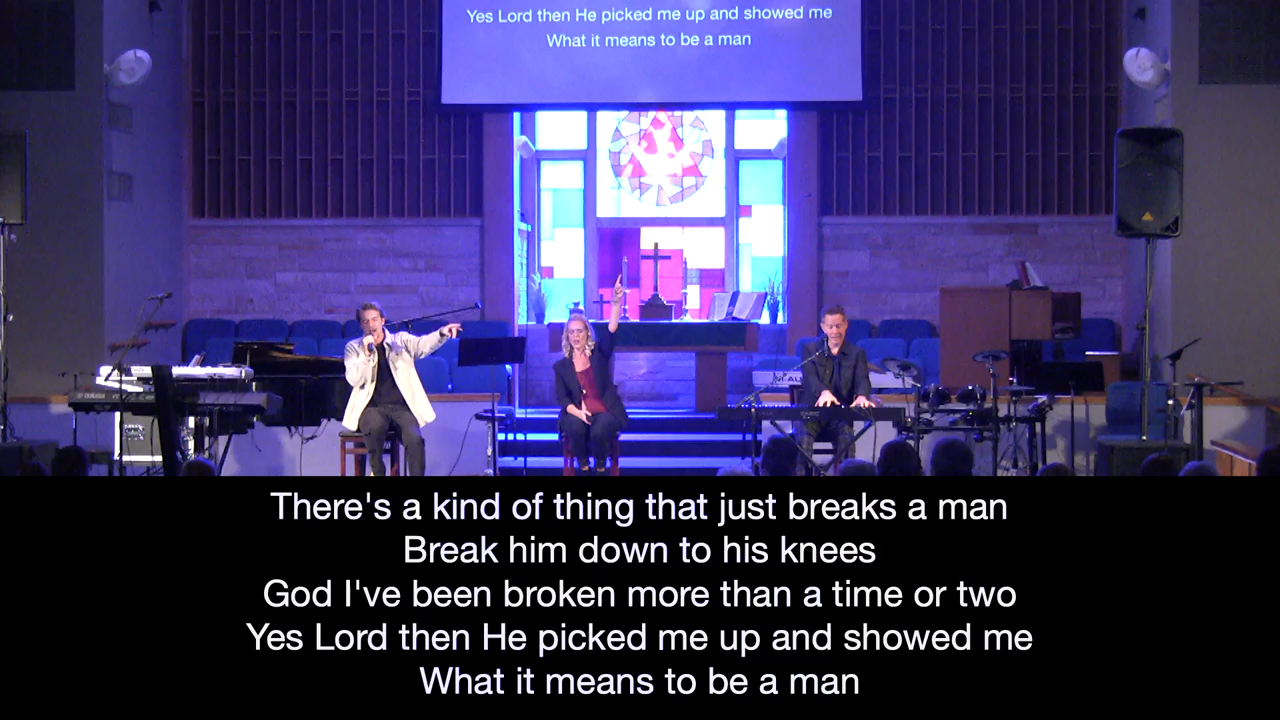 Yes Lord then He picked me up and showed me
What it means to be a man
There's a kind of thing that just breaks a man
Break him down to his knees
God I've been broken more than a time or two
Yes Lord then He picked me up and showed me
What it means to be a man